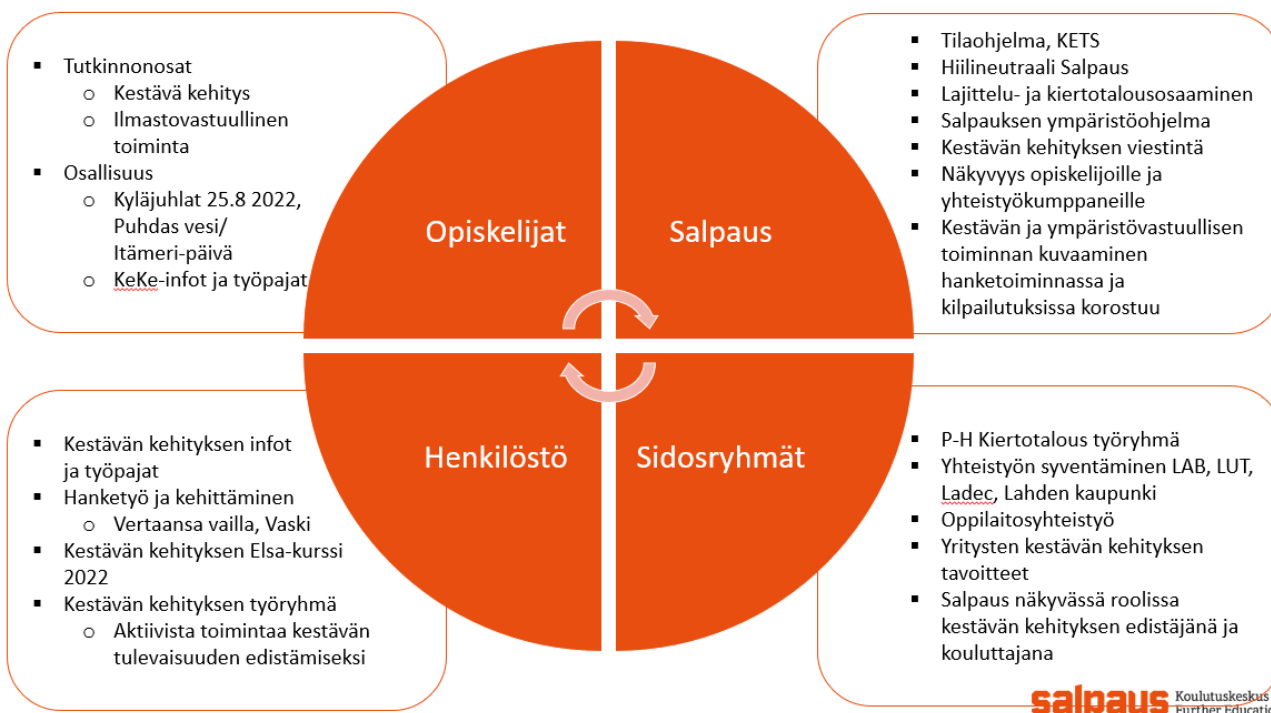 ▪ Tutkinnonosat
o Kestävä kehitys
o Ilmastovastuullinen
toiminta
▪ Osallisuus
o Kyläjuhlat 25.8 2022,
Puhdas vesi/
Itämeri-päivä
o KeKe-infot ja työpajat
Opiskelijat
Salpaus
▪ Tilaohjelma, KETS
▪ Hiilineutraali Salpaus
▪ Lajittelu- ja kiertotalousosaaminen
▪ Salpauksen ympäristöohjelma
▪ Kestävän kehityksen viestintä
▪ Näkyvyys opiskelijoille ja
yhteistyökumppaneille
▪ Kestävän ja ympäristövastuullisen
toiminnan kuvaaminen
hanketoiminnassa ja
kilpailutuksissa korostuu
▪ Kestävän kehityksen infot
ja työpajat
▪ Hanketyö ja kehittäminen
o Vertaansa vailla, Vaski
▪ Kestävän kehityksen Elsa-kurssi
2022
▪ Kestävän kehityksen työryhmä
o Aktiivista toimintaa kestävän
tulevaisuuden edistämiseksi
Henkilöstö
Sidosryhmät
▪ P-H Kiertotalous työryhmä
▪ Yhteistyön syventäminen LAB, LUT,
Ladec, Lahden kaupunki
▪ Oppilaitosyhteistyö
▪ Yritysten kestävän kehityksen
tavoitteet
▪ Salpaus näkyvässä roolissa
kestävän kehityksen edistäjänä ja
kouluttajana
salpaus
Koulutuskeskus
Further